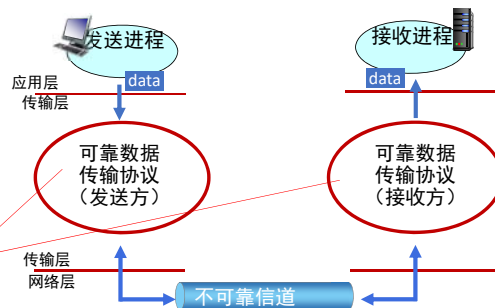 发送进程
接收进程
data
data
应用层
传输层
可靠数据
传输协议
（发送方）
可靠数据
传输协议
（接收方）
传输层
网络层
不可靠信道